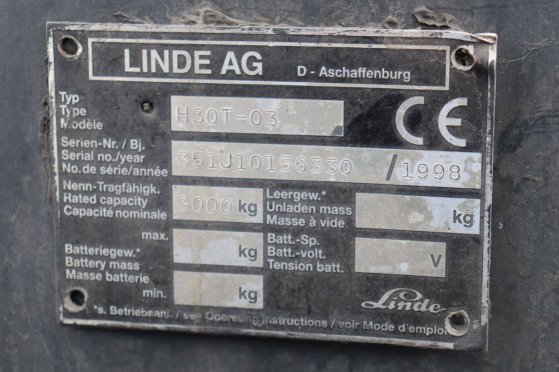 LINDE AG D - Aschaffenburg
Typ
Type H30T-03
Modèle
CE
Serien-Nr. / Bj.
Serial no./year 351J10156330 / 1998
No. de série/année
Nenn-Tragfähigk. Leergew.*
Rated capacity 3000 kg Unladen mass kg
Capacité nominale Masse à vide
max.
Batteriegew.* kg Batt.-Sp.
Battery mass Batt.-volt. V
Masse batterie Tension batt.
min. kg
Linde
*s. Betriebsanl. / see Operating Instructions / voir Mode d'emploi